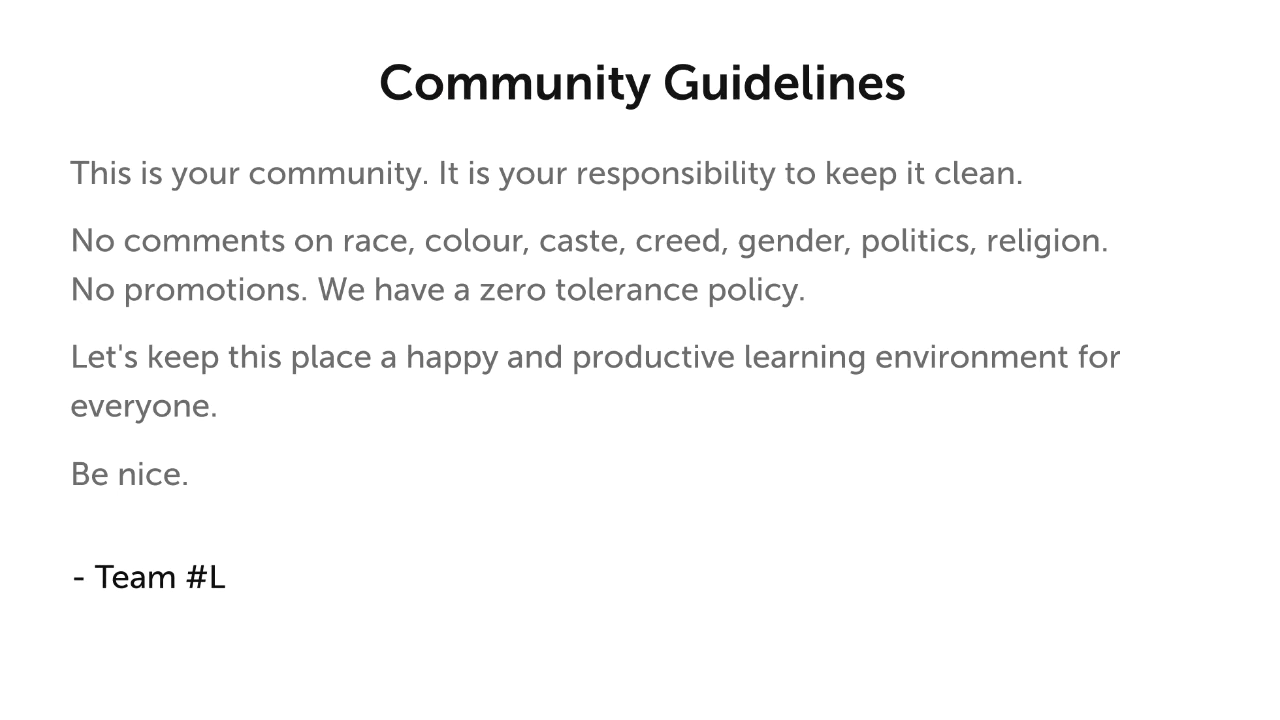 Community Guidelines
This is your community. It is your responsibility to keep it clean.
No comments on race, colour, caste, creed, gender, politics, religion.
No promotions. We have a zero tolerance policy.
Let's keep this place a happy and productive learning environment for
everyone.
Be nice.
- Team #L